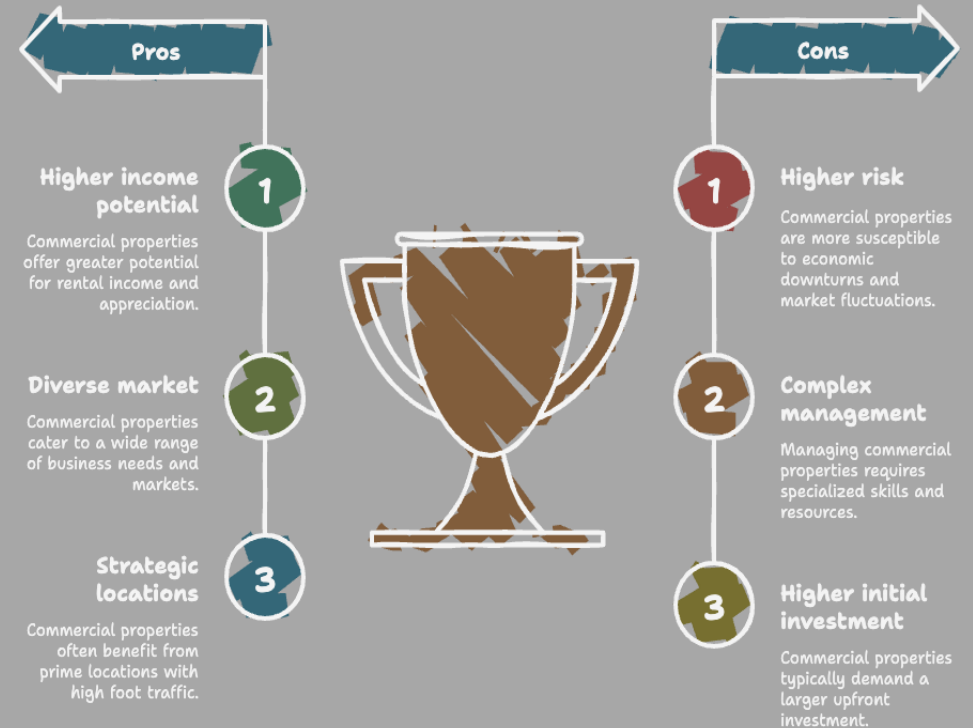 Pros
1
Higher income
potential
Commercial properties
offer greater potential
for rental income and
appreciation.
2
Diverse market
Commercial properties
cater to a wide range
of business needs and
markets.
3
Strategic
locations
Commercial properties
often benefit from
prime locations with
high foot traffic.
Cons
1
Higher risk
Commercial properties
are more susceptible
to economic
downturns and
market fluctuations.
2
Complex
management
Managing commercial
properties requires
specialized skills and
resources.
3
Higher initial
investment
Commercial properties
typically demand a
larger upfront
investment.